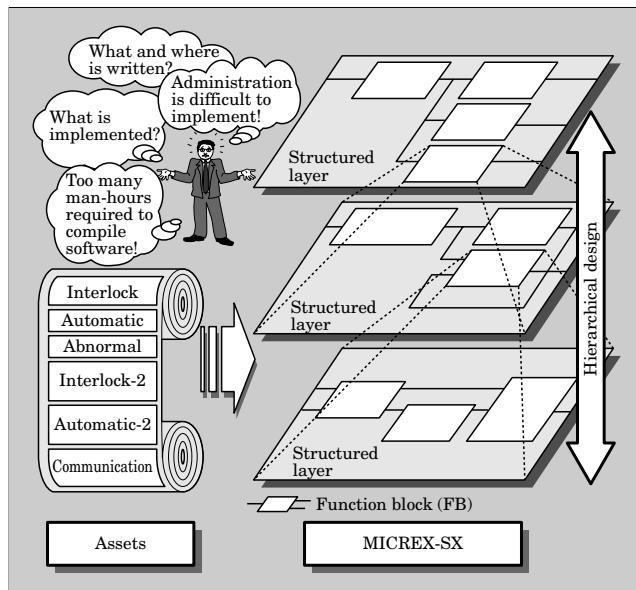 What and where
is written?
Administration
is difficult to
implement!
What is
implemented?
Too many
man-hours
required to
compile
software!
Structured
layer
Structured
layer
Structured
layer
Hierarchical design
Interlock
Automatic
Abnormal
Interlock-2
Automatic-2
Communication
Function block (FB)
Assets
MICREX-SX